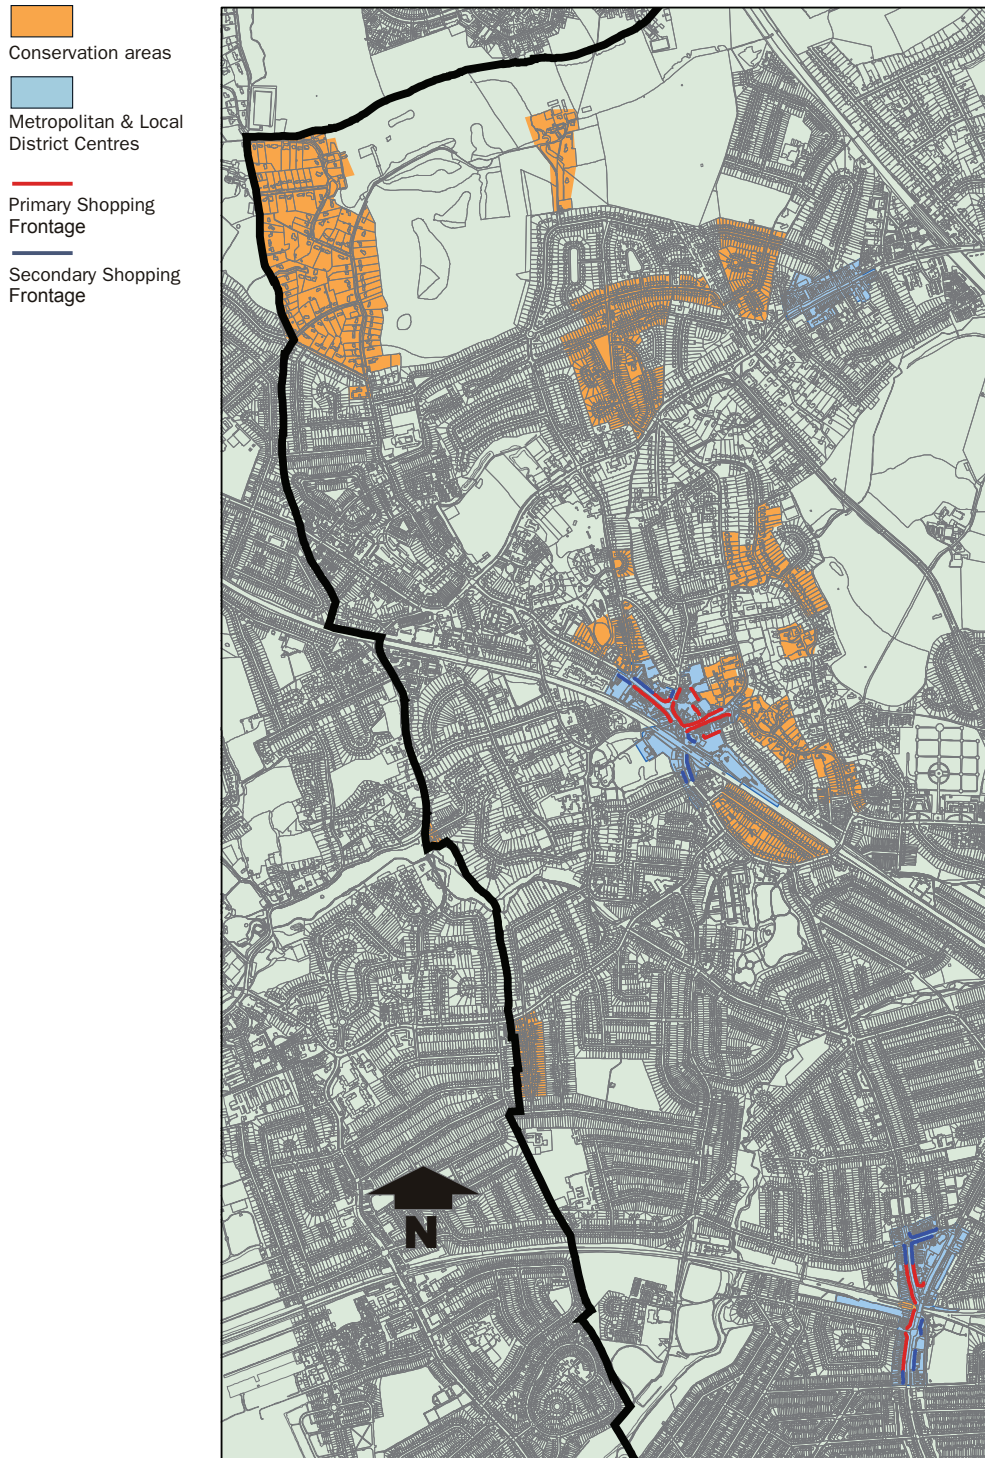 Conservation areas
Metropolitan & Local
District Centres
Primary Shopping
Frontage
Secondary Shopping
Frontage
N